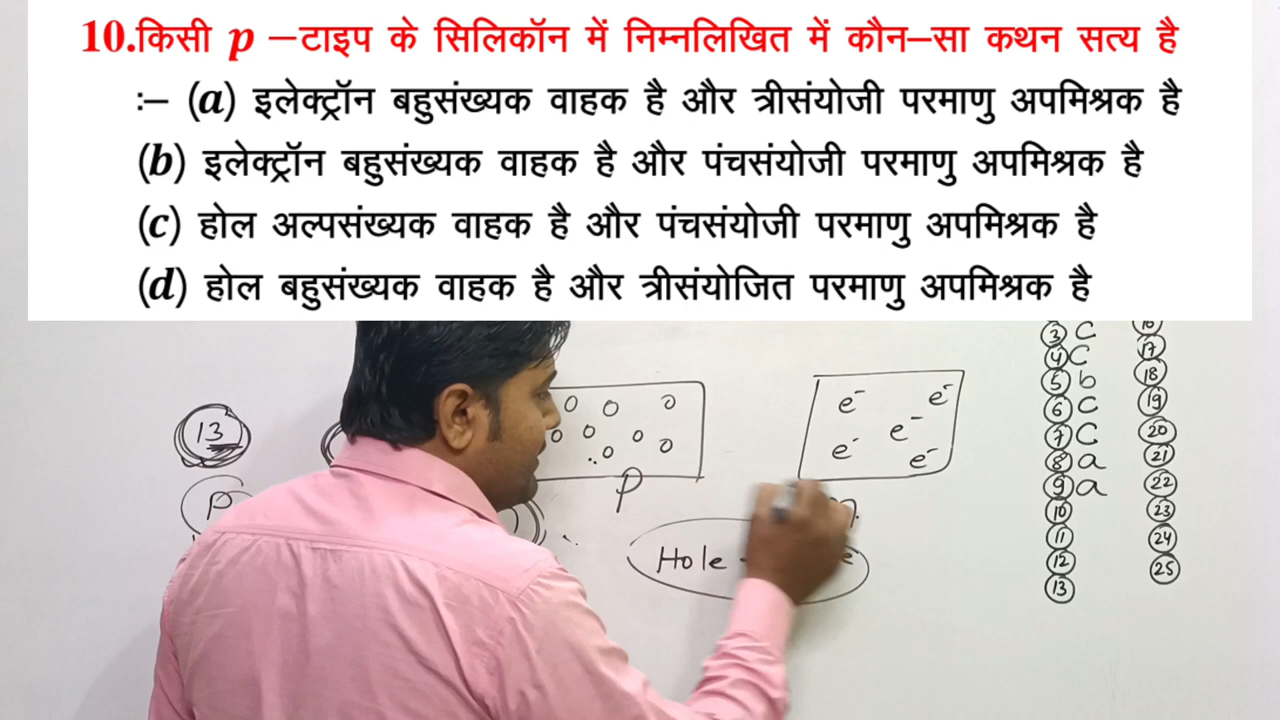 10.किसी p –टाइप के सिलिकॉन में निम्नलिखित में कौन–सा कथन सत्य है
:– (a) इलेक्ट्रॉन बहुसंख्यक वाहक है और त्रीसंयोजी परमाणु अपमिश्रक है
(b) इलेक्ट्रॉन बहुसंख्यक वाहक है और पंचसंयोजी परमाणु अपमिश्रक है
(c) होल अल्पसंख्यक वाहक है और पंचसंयोजी परमाणु अपमिश्रक है
(d) होल बहुसंख्यक वाहक है और त्रीसंयोजित परमाणु अपमिश्रक है
13
P
o o o
o o o o o
P
e⁻ e⁻
e⁻
e⁻ e⁻
n.
Hole
3 C
4 C
5 b
6 C
7 C
8 a
9 a
10
11
12
13
16
17
18
19
20
21
22
23
24
25